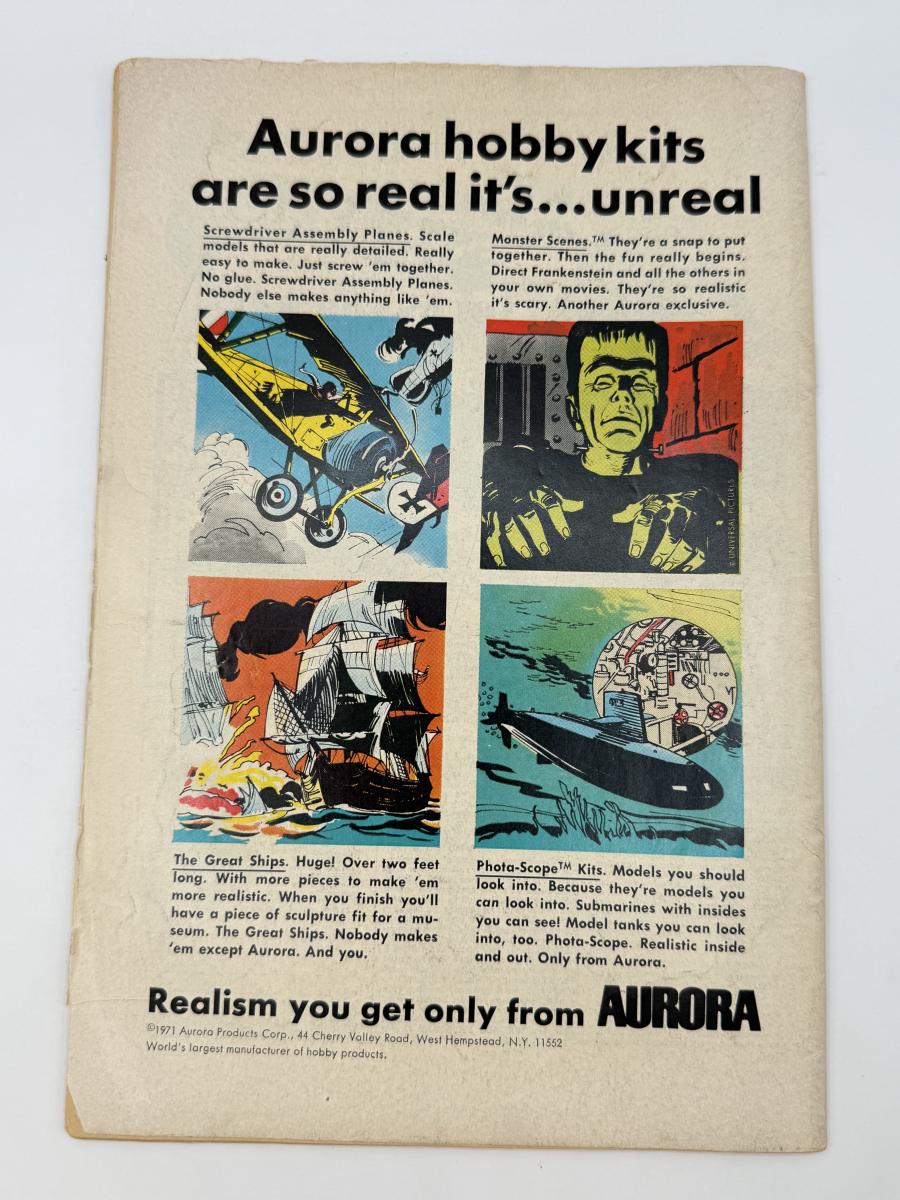 Aurora hobby kits
are so real it's...unreal
Screwdriver Assembly Planes. Scale
models that are really detailed. Really
easy to make. Just screw 'em together.
No glue. Screwdriver Assembly Planes.
Nobody else makes anything like 'em.
Monster Scenes.™ They're a snap to put
together. Then the fun really begins.
Direct Frankenstein and all the others in
your own movies. They're so realistic
it's scary. Another Aurora exclusive.
© UNIVERSAL PICTURES
The Great Ships. Huge! Over two feet
long. With more pieces to make 'em
more realistic. When you finish you'll
have a piece of sculpture fit for a mu-
seum. The Great Ships. Nobody makes
'em except Aurora. And you.
Phota-Scope™ Kits. Models you should
look into. Because they're models you
can look into. Submarines with insides
you can see! Model tanks you can look
into, too. Phota-Scope. Realistic inside
and out. Only from Aurora.
Realism you get only from AURORA
©1971 Aurora Products Corp., 44 Cherry Valley Road, West Hempstead, N.Y. 11552
World's largest manufacturer of hobby products.